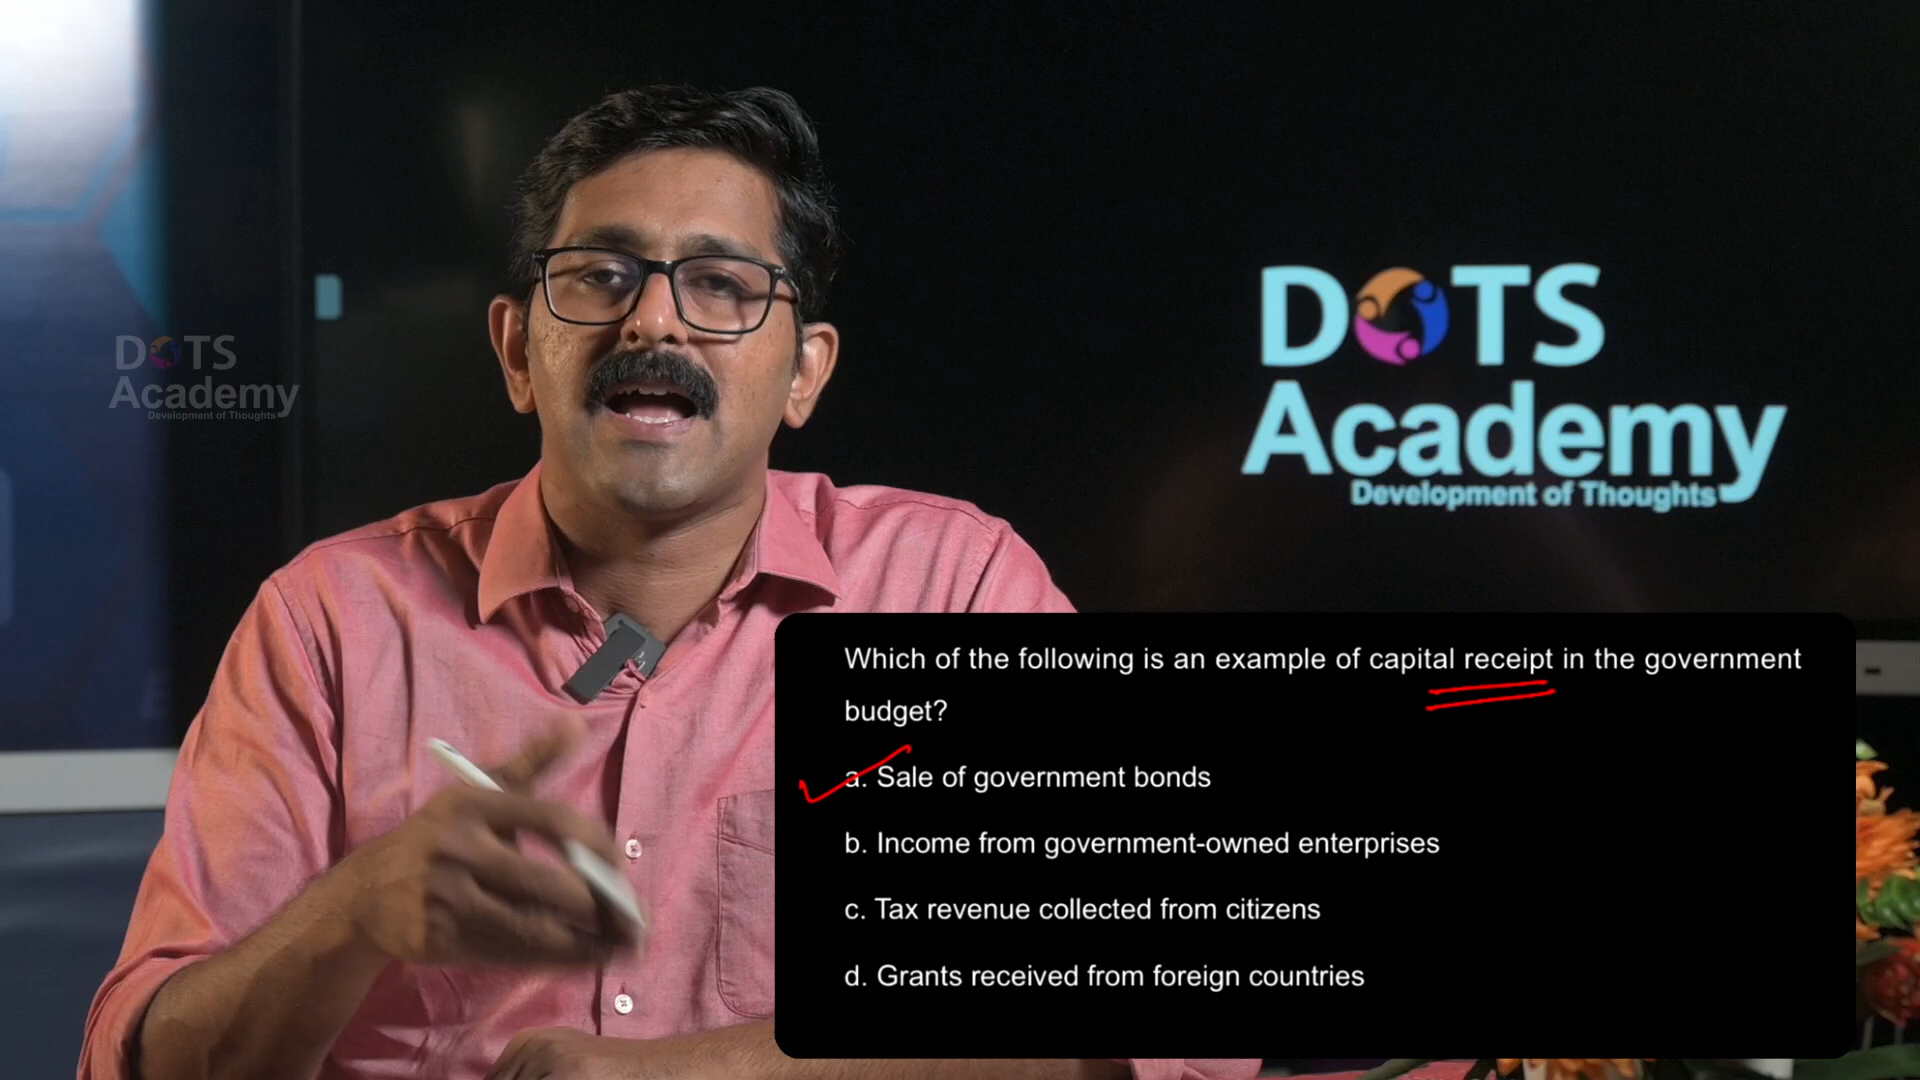 DOTS
Academy
Development of Thoughts
DOTS
Academy
Development of Thoughts
Which of the following is an example of capital receipt in the government
budget?
a. Sale of government bonds
b. Income from government-owned enterprises
c. Tax revenue collected from citizens
d. Grants received from foreign countries